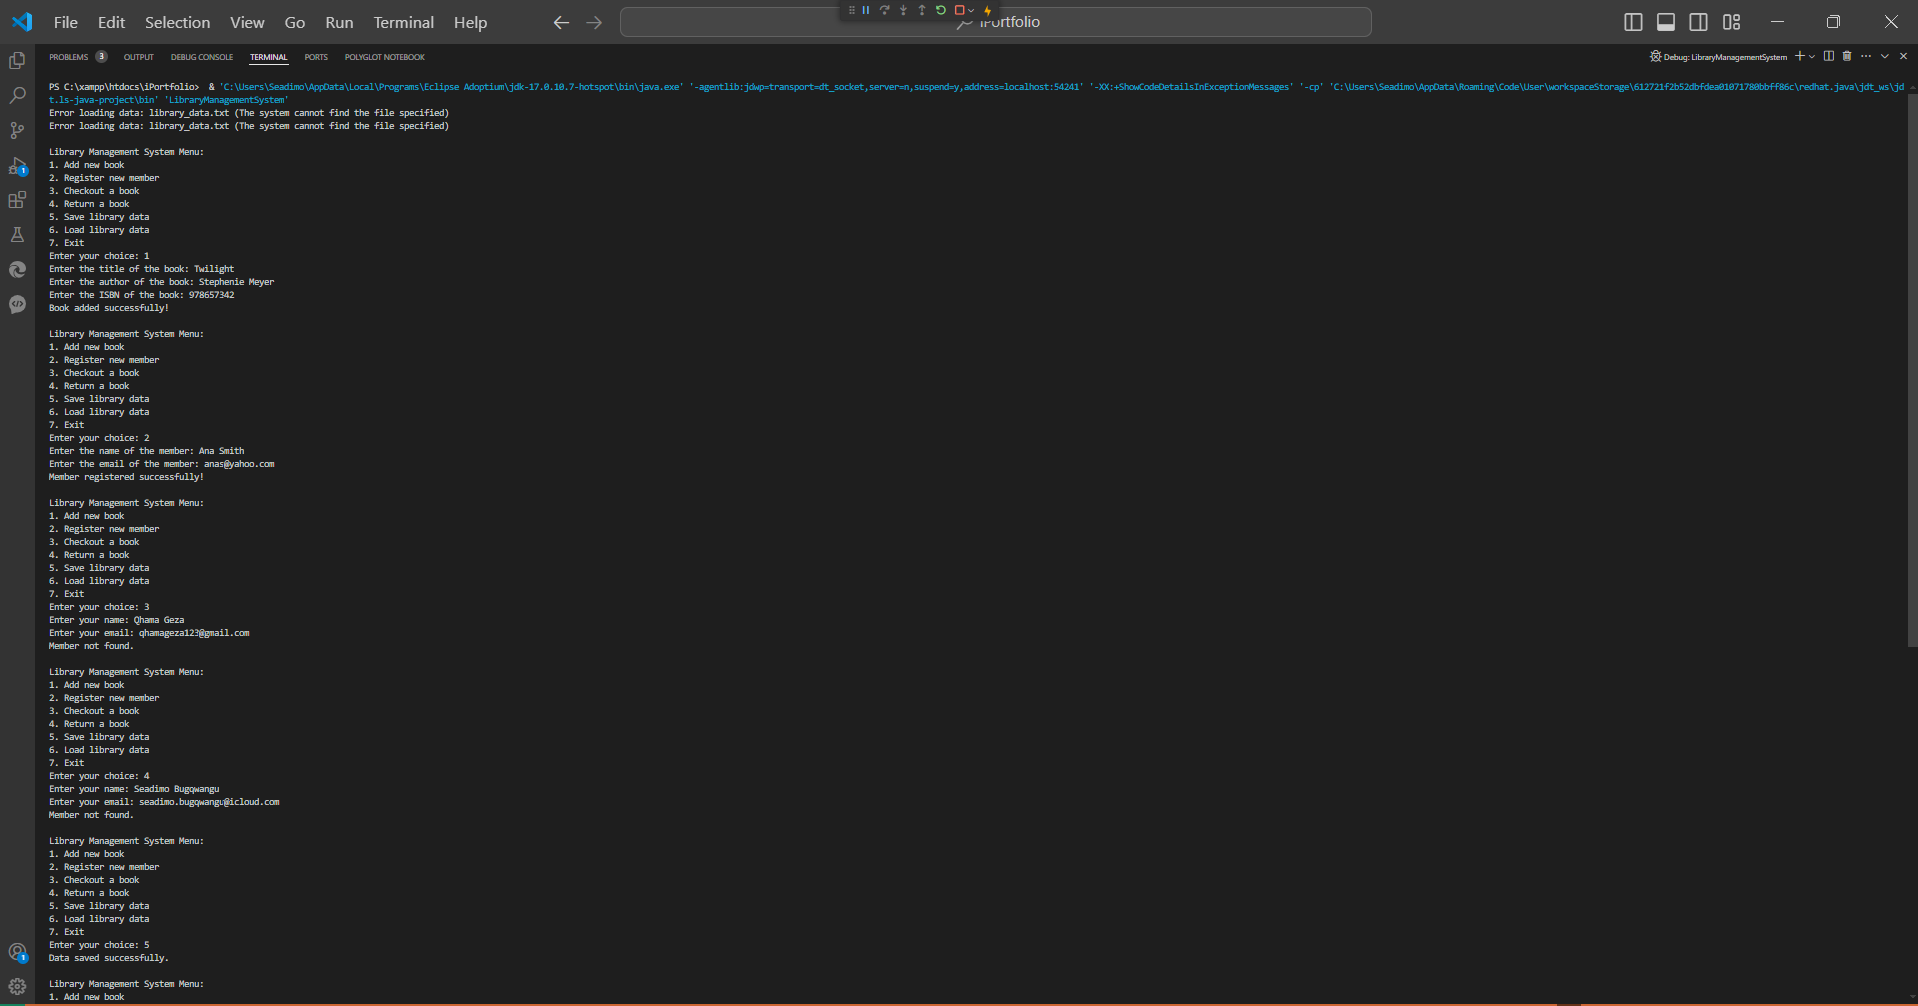 File Edit Selection View Go Run Terminal Help
iPortfolio
PROBLEMS 3 OUTPUT DEBUG CONSOLE TERMINAL PORTS POLYGLOT NOTEBOOK
Debug: LibraryManagementSystem
PS C:\xampp\htdocs\iPortfolio>  & 'C:\Users\Seadimo\AppData\Local\Programs\Eclipse Adoptium\jdk-17.0.10.7-hotspot\bin\java.exe' '-agentlib:jdwp=transport=dt_socket,server=n,suspend=y,address=localhost:54241' '-XX:+ShowCodeDetailsInExceptionMessages' '-cp' 'C:\Users\Seadimo\AppData\Roaming\Code\User\workspaceStorage\612721f2b52dbfdea01071780bbff86c\redhat.java\jdt_ws\jd
t.ls-java-project\bin' 'LibraryManagementSystem'
Error loading data: library_data.txt (The system cannot find the file specified)
Error loading data: library_data.txt (The system cannot find the file specified)
Library Management System Menu:
1. Add new book
2. Register new member
3. Checkout a book
4. Return a book
5. Save library data
6. Load library data
7. Exit
Enter your choice: 1
Enter the title of the book: Twilight
Enter the author of the book: Stephenie Meyer
Enter the ISBN of the book: 978657342
Book added successfully!
Library Management System Menu:
1. Add new book
2. Register new member
3. Checkout a book
4. Return a book
5. Save library data
6. Load library data
7. Exit
Enter your choice: 2
Enter the name of the member: Ana Smith
Enter the email of the member: anas@yahoo.com
Member registered successfully!
Library Management System Menu:
1. Add new book
2. Register new member
3. Checkout a book
4. Return a book
5. Save library data
6. Load library data
7. Exit
Enter your choice: 3
Enter your name: Qhama Geza
Enter your email: qhamageza123@gmail.com
Member not found.
Library Management System Menu:
1. Add new book
2. Register new member
3. Checkout a book
4. Return a book
5. Save library data
6. Load library data
7. Exit
Enter your choice: 4
Enter your name: Seadimo Bugqwangu
Enter your email: seadimo.bugqwangu@icloud.com
Member not found.
Library Management System Menu:
1. Add new book
2. Register new member
3. Checkout a book
4. Return a book
5. Save library data
6. Load library data
7. Exit
Enter your choice: 5
Data saved successfully.
Library Management System Menu:
1. Add new book